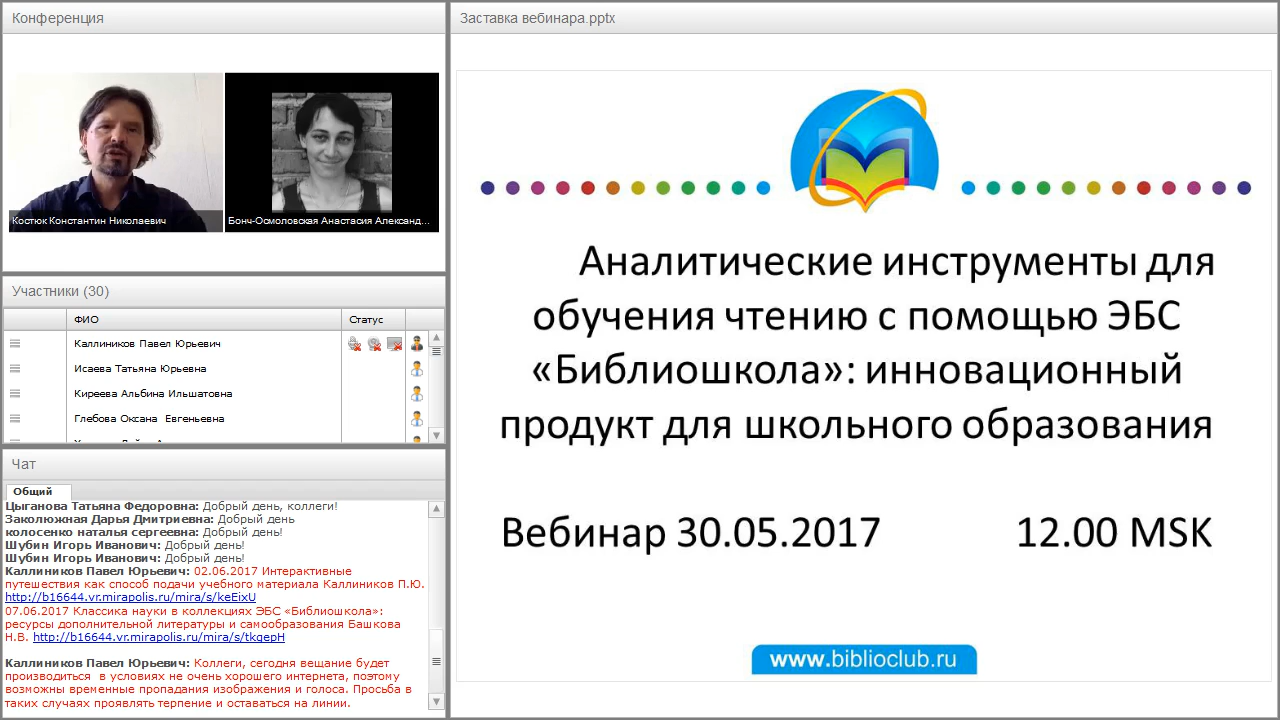 Конференция
Костюк Константин Николаевич
Бонч-Осмоловская Анастасия Александ...
Участники (30)
ФИО
Статус
Каллиников Павел Юрьевич
Исаева Татьяна Юрьевна
Киреева Альбина Ильшатовна
Глебова Оксана Евгеньевна
Чат
Общий
Цыганова Татьяна Федоровна: Добрый день, коллеги!
Заколюжная Дарья Дмитриевна: Добрый день
колосенко наталья сергеевна: Добрый день!
Шубин Игорь Иванович: Добрый день!
Шубин Игорь Иванович: Добрый день!
Каллиников Павел Юрьевич: 02.06.2017 Интерактивные
путешествия как способ подачи учебного материала Каллиников П.Ю.
http://b16644.vr.mirapolis.ru/mira/s/keEixU
07.06.2017 Классика науки в коллекциях ЭБС «Библиошкола»:
ресурсы дополнительной литературы и самообразования Башкова
Н.В. http://b16644.vr.mirapolis.ru/mira/s/tkqepH
Каллиников Павел Юрьевич: Коллеги, сегодня вещание будет
производиться в условиях не очень хорошего интернета, поэтому
возможны временные пропадания изображения и голоса. Просьба в
таких случаях проявлять терпение и оставаться на линии.
Заставка вебинара.pptx
Аналитические инструменты для
обучения чтению с помощью ЭБС
«Библиошкола»: инновационный
продукт для школьного образования
Вебинар 30.05.2017 12.00 MSK
www.biblioclub.ru